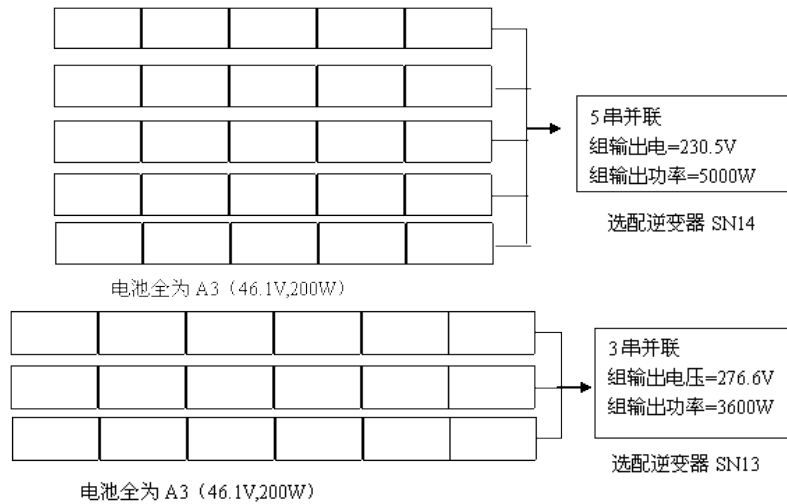 5串并联
组输出电=230.5V
组输出功率=5000W
选配逆变器 SN14
电池全为 A3（46.1V,200W）
3串并联
组输出电压=276.6V
组输出功率=3600W
选配逆变器 SN13
电池全为 A3（46.1V,200W）